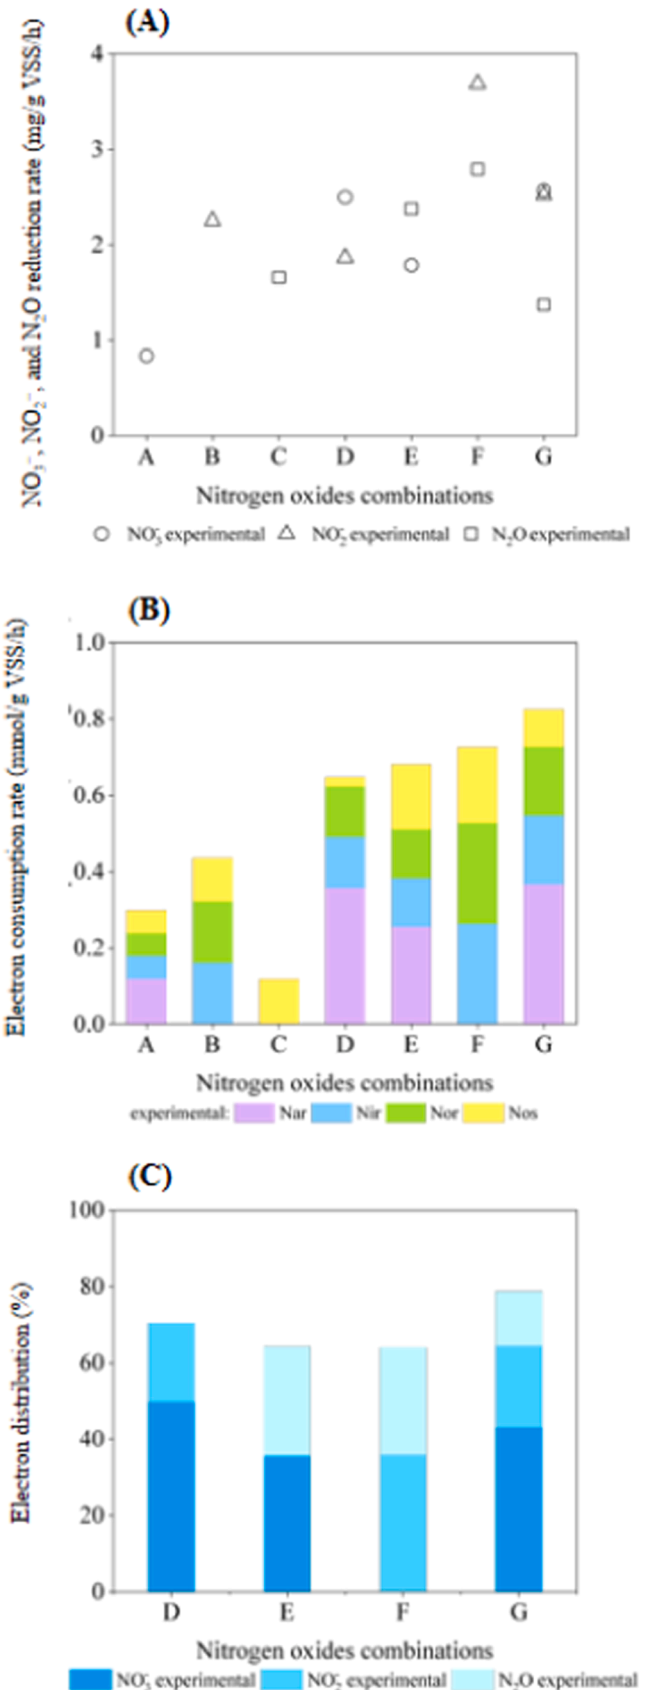 (A)
NO₃⁻, NO₂⁻, and N₂O reduction rate (mg/g VSS/h)
4
3
2
1
0
A B C D E F G
Nitrogen oxides combinations
NO₃⁻ experimental NO₂⁻ experimental N₂O experimental
(B)
Electron consumption rate (mmol/g VSS/h)
1.0
0.8
0.6
0.4
0.2
0.0
A B C D E F G
Nitrogen oxides combinations
experimental: Nar Nir Nor Nos
(C)
Electron distribution (%)
100
80
60
40
20
0
D E F G
Nitrogen oxides combinations
NO₃⁻ experimental NO₂⁻ experimental N₂O experimental